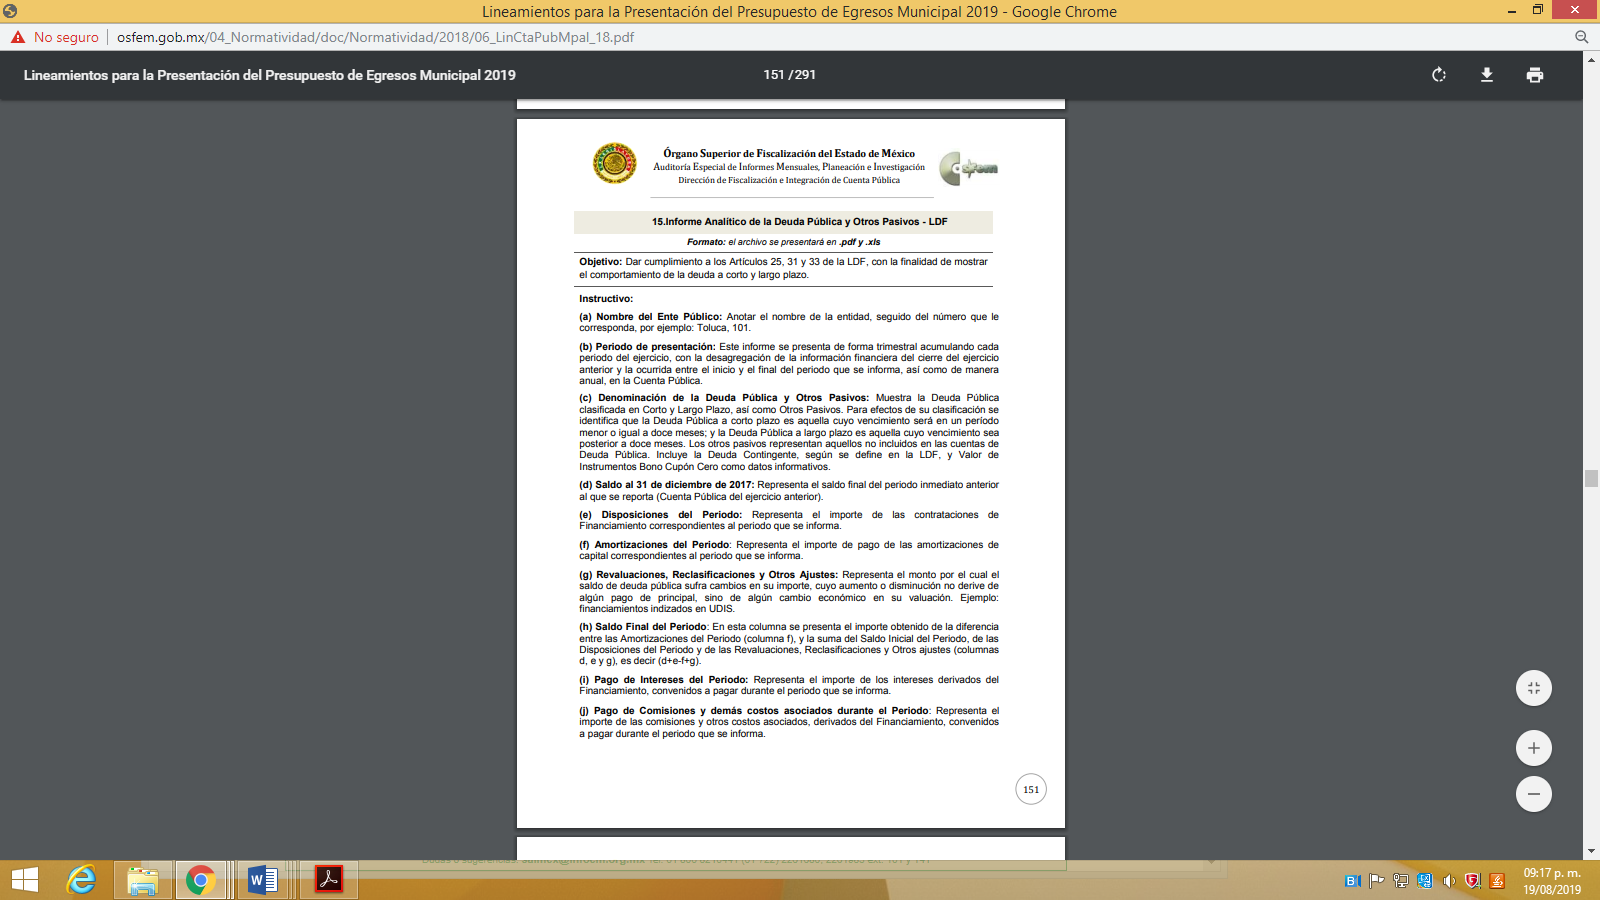 Lineamientos para la Presentación del Presupuesto de Egresos Municipal 2019 - Google Chrome
No seguro osfem.gob.mx/04_Normatividad/doc/Normatividad/2018/06_LinCtaPubMpal_18.pdf
Lineamientos para la Presentación del Presupuesto de Egresos Municipal 2019 151 / 291
Órgano Superior de Fiscalización del Estado de México
Auditoría Especial de Informes Mensuales, Planeación e Investigación
Dirección de Fiscalización e Integración de Cuenta Pública
osfem
15.Informe Analítico de la Deuda Pública y Otros Pasivos - LDF
Formato: el archivo se presentará en .pdf y .xls
Objetivo: Dar cumplimiento a los Artículos 25, 31 y 33 de la LDF, con la finalidad de mostrar
el comportamiento de la deuda a corto y largo plazo.
Instructivo:
(a) Nombre del Ente Público: Anotar el nombre de la entidad, seguido del número que le
corresponda, por ejemplo: Toluca, 101.
(b) Periodo de presentación: Este informe se presenta de forma trimestral acumulando cada
periodo del ejercicio, con la desagregación de la información financiera del cierre del ejercicio
anterior y la ocurrida entre el inicio y el final del periodo que se informa, así como de manera
anual, en la Cuenta Pública.
(c) Denominación de la Deuda Pública y Otros Pasivos: Muestra la Deuda Pública
clasificada en Corto y Largo Plazo, así como Otros Pasivos. Para efectos de su clasificación se
identifica que la Deuda Pública a corto plazo es aquella cuyo vencimiento será en un período
menor o igual a doce meses; y la Deuda Pública a largo plazo es aquella cuyo vencimiento sea
posterior a doce meses. Los otros pasivos representan aquellos no incluidos en las cuentas de
Deuda Pública. Incluye la Deuda Contingente, según se define en la LDF, y Valor de
Instrumentos Bono Cupón Cero como datos informativos.
(d) Saldo al 31 de diciembre de 2017: Representa el saldo final del periodo inmediato anterior
al que se reporta (Cuenta Pública del ejercicio anterior).
(e) Disposiciones del Periodo: Representa el importe de las contrataciones de
Financiamiento correspondientes al periodo que se informa.
(f) Amortizaciones del Periodo: Representa el importe de pago de las amortizaciones de
capital correspondientes al periodo que se informa.
(g) Revaluaciones, Reclasificaciones y Otros Ajustes: Representa el monto por el cual el
saldo de deuda pública sufra cambios en su importe, cuyo aumento o disminución no derive de
algún pago de principal, sino de algún cambio económico en su valuación. Ejemplo:
financiamientos indizados en UDIS.
(h) Saldo Final del Periodo: En esta columna se presenta el importe obtenido de la diferencia
entre las Amortizaciones del Periodo (columna f), y la suma del Saldo Inicial del Periodo, de las
Disposiciones del Periodo y de las Revaluaciones, Reclasificaciones y Otros ajustes (columnas
d, e y g), es decir (d+e-f+g).
(i) Pago de Intereses del Periodo: Representa el importe de los intereses derivados del
Financiamiento, convenidos a pagar durante el periodo que se informa.
(j) Pago de Comisiones y demás costos asociados durante el Periodo: Representa el
importe de las comisiones y otros costos asociados, derivados del Financiamiento, convenidos
a pagar durante el periodo que se informa.
151
09:17 p. m.
19/08/2019